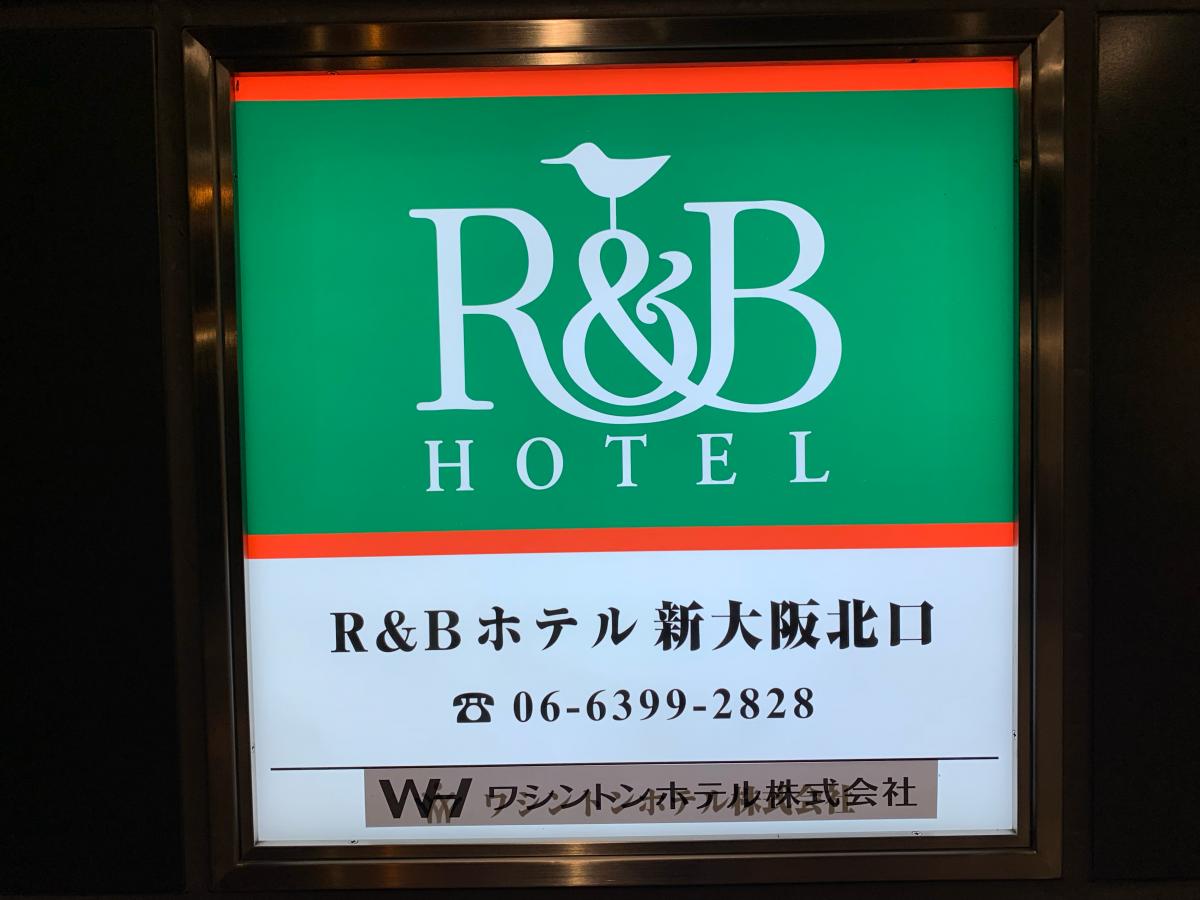 R&B
HOTEL
R&Bホテル 新大阪北口
☎ 06-6399-2828
WH ワシントンホテル株式会社